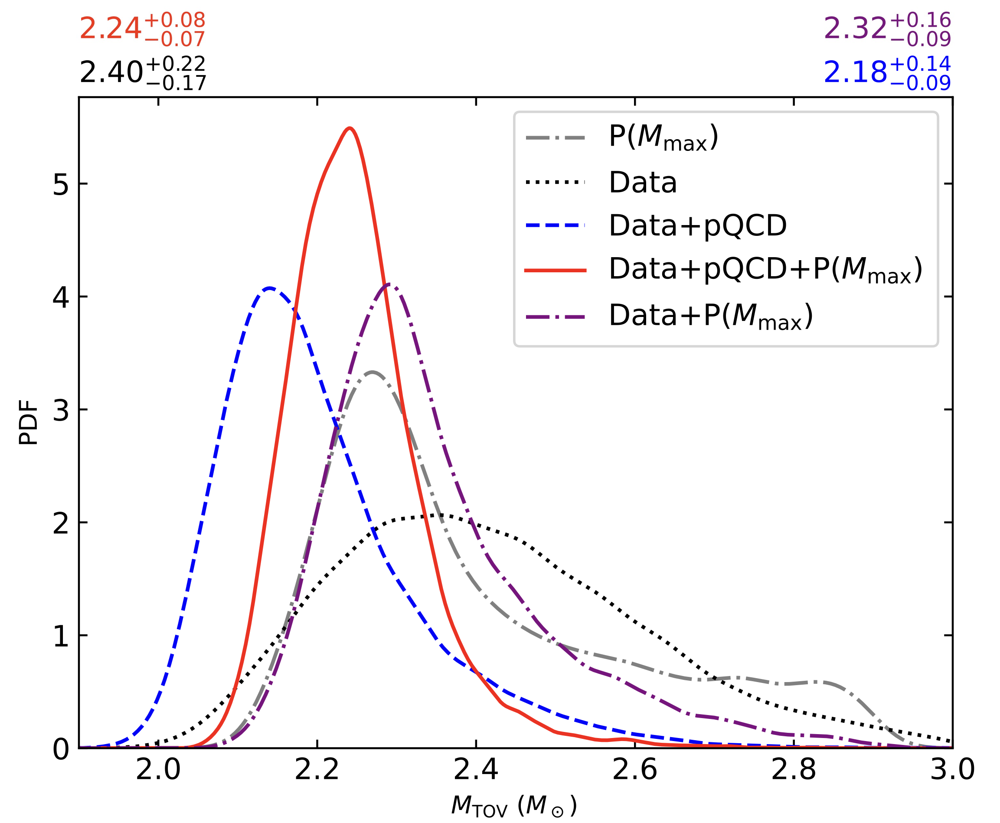 2.24+0.08−0.07 2.32+0.16−0.09
2.40+0.22−0.17 2.18+0.14−0.09
P(Mmax)
Data
Data+pQCD
Data+pQCD+P(Mmax)
Data+P(Mmax)
5
4
3
2
1
0
PDF
2.0 2.2 2.4 2.6 2.8 3.0
MTOV (M⊙)